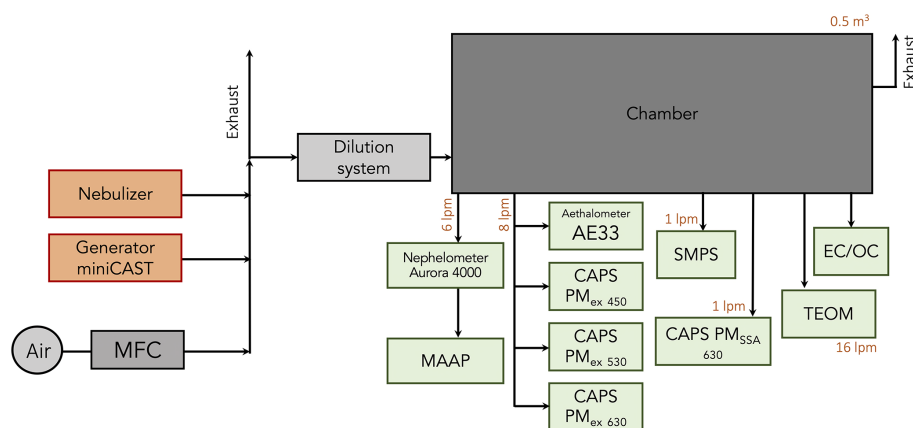 0.5 m³
Exhaust
Exhaust
Chamber
Dilution
system
Nebulizer
Generator
miniCAST
Air
MFC
6 lpm
8 lpm
Nephelometer
Aurora 4000
MAAP
Aethalometer
AE33
CAPS
PMex 450
CAPS
PMex 530
CAPS
PMex 630
1 lpm
SMPS
1 lpm
CAPS PMSSA
630
EC/OC
TEOM
16 lpm